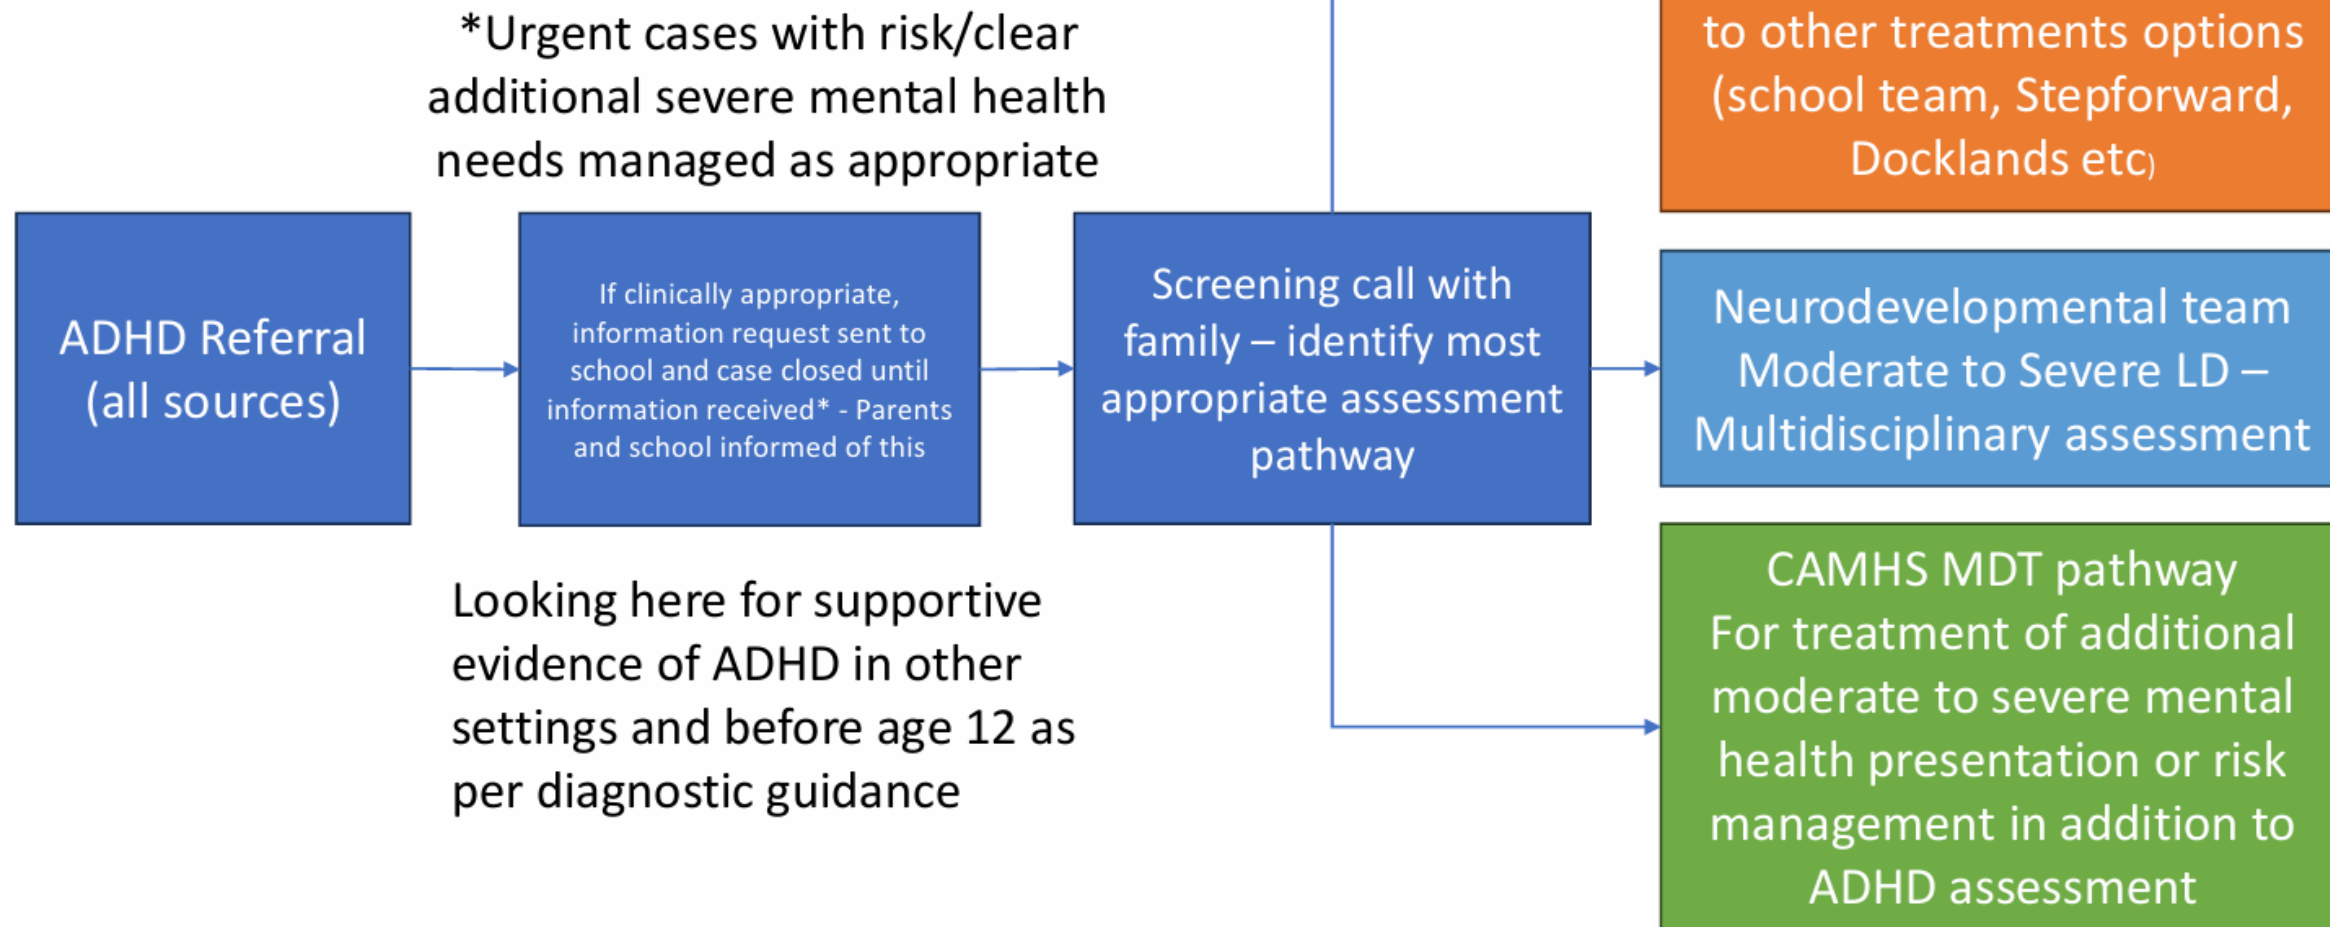 *Urgent cases with risk/clear
additional severe mental health
needs managed as appropriate
to other treatments options
(school team, Stepforward,
Docklands etc)
ADHD Referral
(all sources)
If clinically appropriate,
information request sent to
school and case closed until
information received* - Parents
and school informed of this
Screening call with
family – identify most
appropriate assessment
pathway
Neurodevelopmental team
Moderate to Severe LD –
Multidisciplinary assessment
Looking here for supportive
evidence of ADHD in other
settings and before age 12 as
per diagnostic guidance
CAMHS MDT pathway
For treatment of additional
moderate to severe mental
health presentation or risk
management in addition to
ADHD assessment